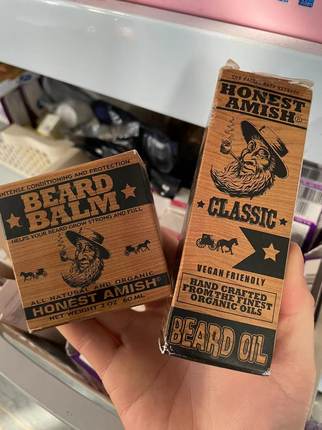 INTENSE CONDITIONING AND PROTECTION
BEARD
BALM
HELPS YOUR BEARD GROW STRONG AND FULL
ALL-NATURAL AND ORGANIC
HONEST AMISH®
NET WEIGHT 2 OZ 60 ML
HONEST
AMISH®
CLASSIC
VEGAN FRIENDLY
HAND CRAFTED
FROM THE FINEST
ORGANIC OILS
BEARD OIL